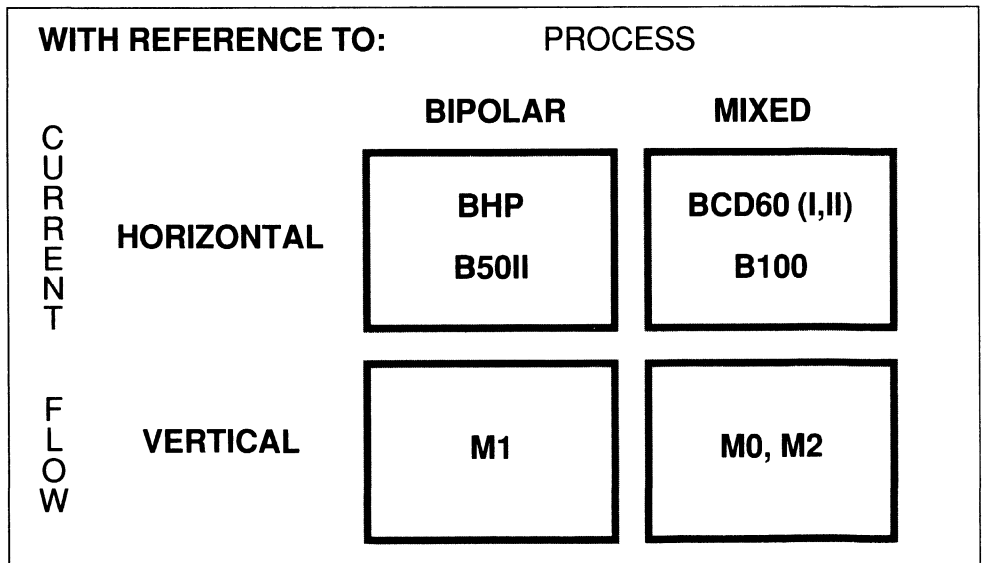 WITH REFERENCE TO: PROCESS
BIPOLAR MIXED
CURRENT
HORIZONTAL
BHP
B50II
BCD60 (I,II)
B100
FLOW
VERTICAL
M1
M0, M2